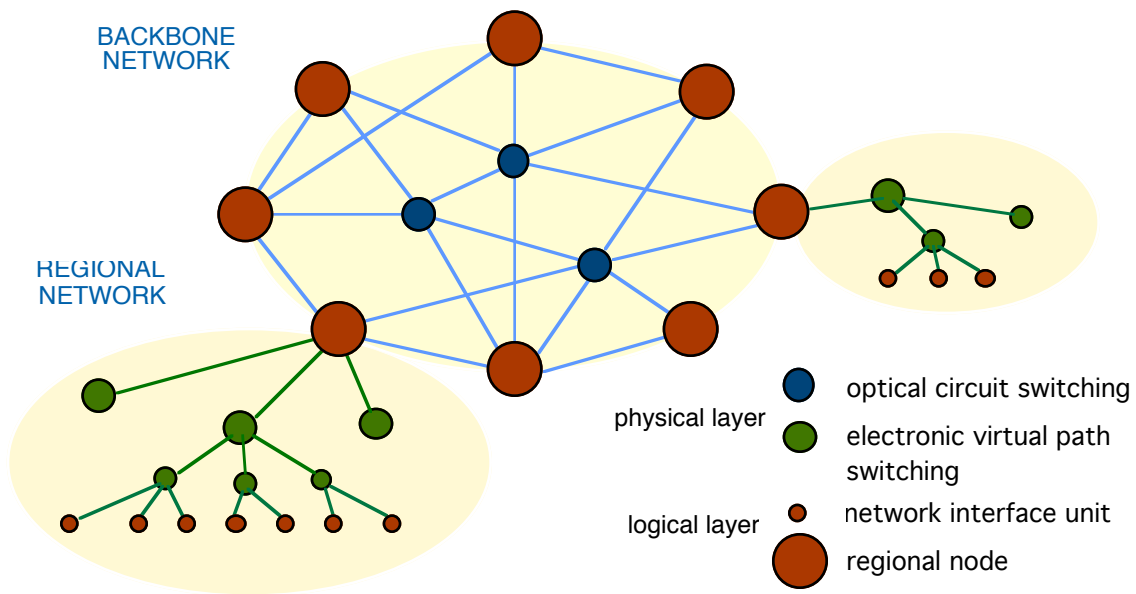 BACKBONE
NETWORK
REGIONAL
NETWORK
physical layer
optical circuit switching
electronic virtual path
switching
logical layer
network interface unit
regional node